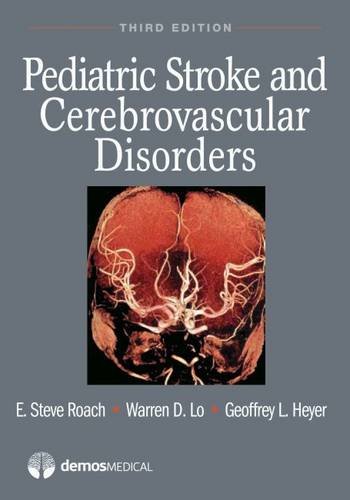 THIRD EDITION
Pediatric Stroke and
Cerebrovascular
Disorders
E. Steve Roach • Warren D. Lo • Geoffrey L. Heyer
demosMEDICAL